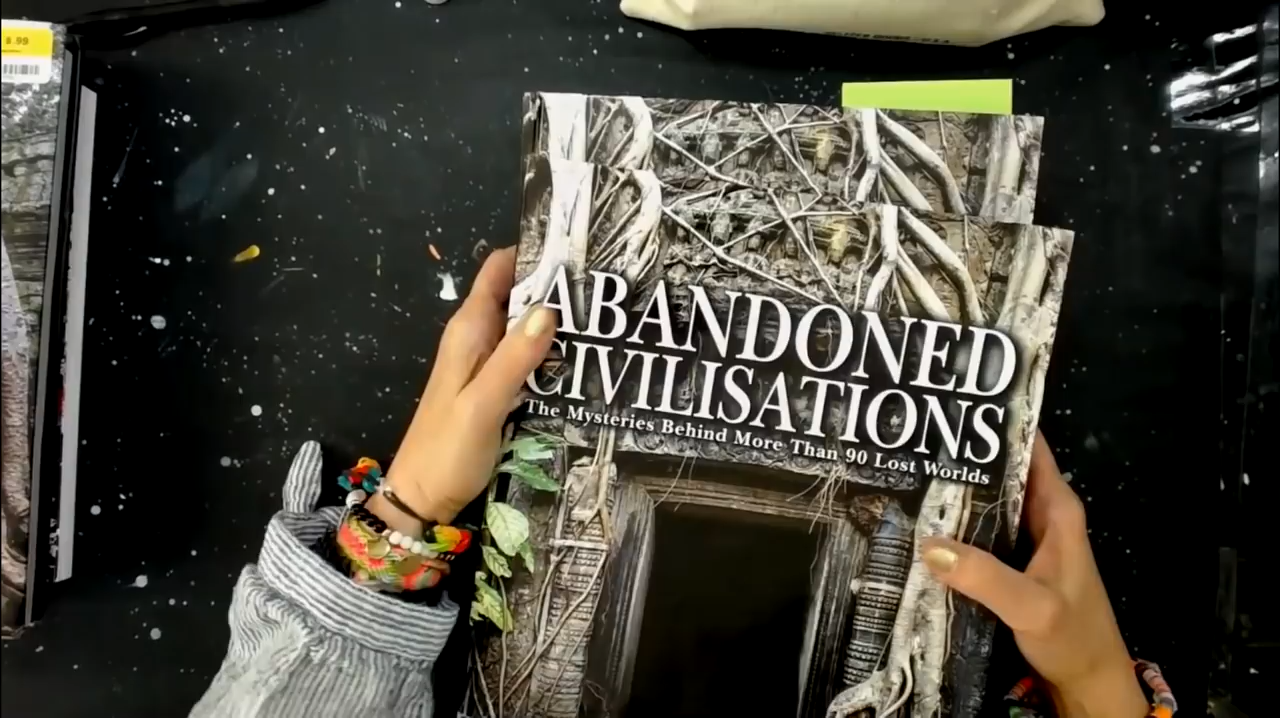 ABANDONED
CIVILISATIONS
The Mysteries Behind More Than 90 Lost Worlds